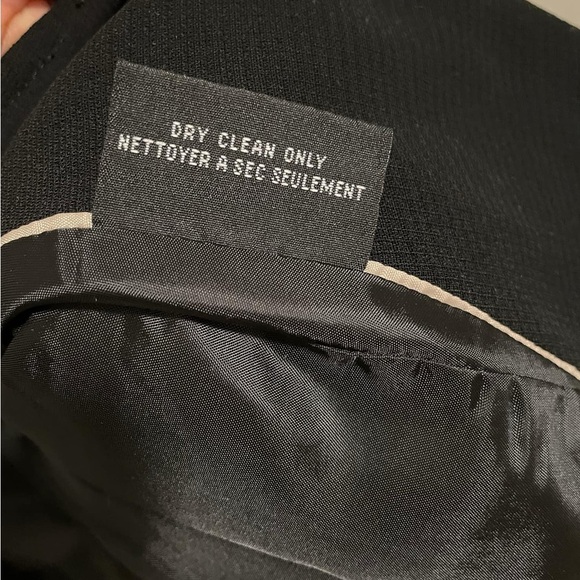 DRY CLEAN ONLY
NETTOYER A SEC SEULEMENT